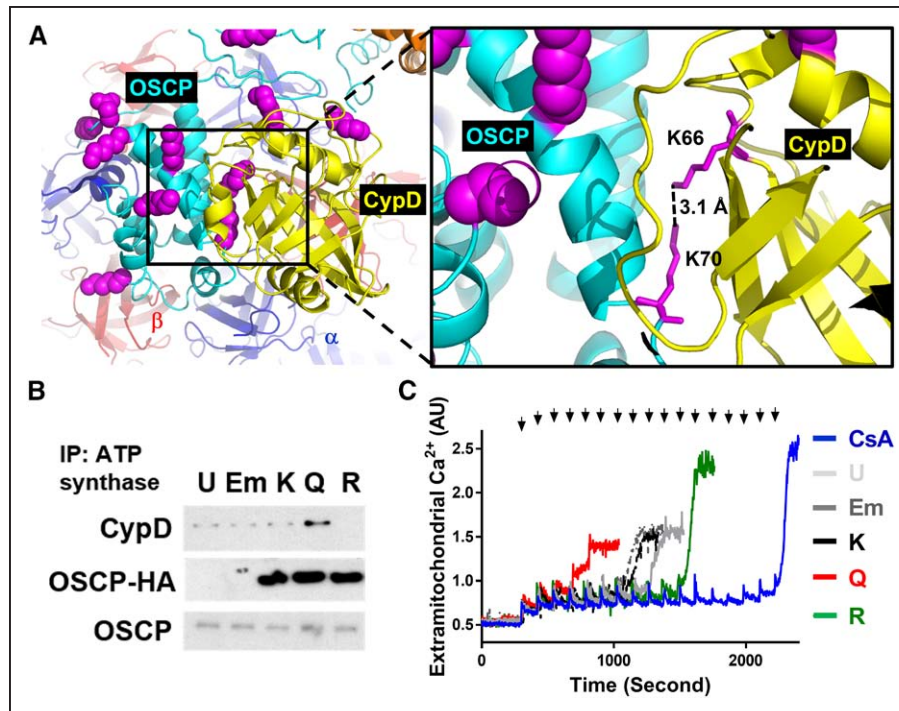 A
OSCP
CypD
β
α
OSCP
K66
CypD
3.1 Å
K70
B
IP: ATP
synthase
U Em K Q R
CypD
OSCP-HA
OSCP
C
Extramitochondrial Ca²⁺ (AU)
2.5
2.0
1.5
1.0
0.5
0 1000 2000
Time (Second)
CsA
U
Em
K
Q
R